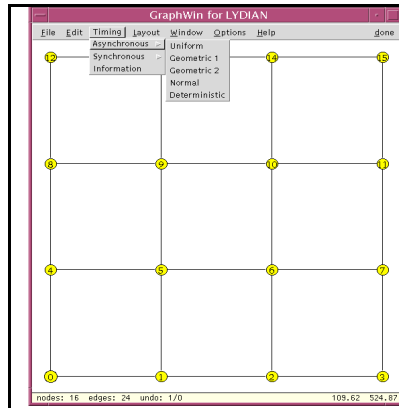 GraphWin for LYDIAN
File Edit Timing Layout Window Options Help done
Asynchronous
Synchronous
Information
Uniform
Geometric 1
Geometric 2
Normal
Deterministic
12 14 15
8 9 10 11
4 5 6 7
0 1 2 3
nodes: 16 edges: 24 undo: 1/0 109.62 524.87